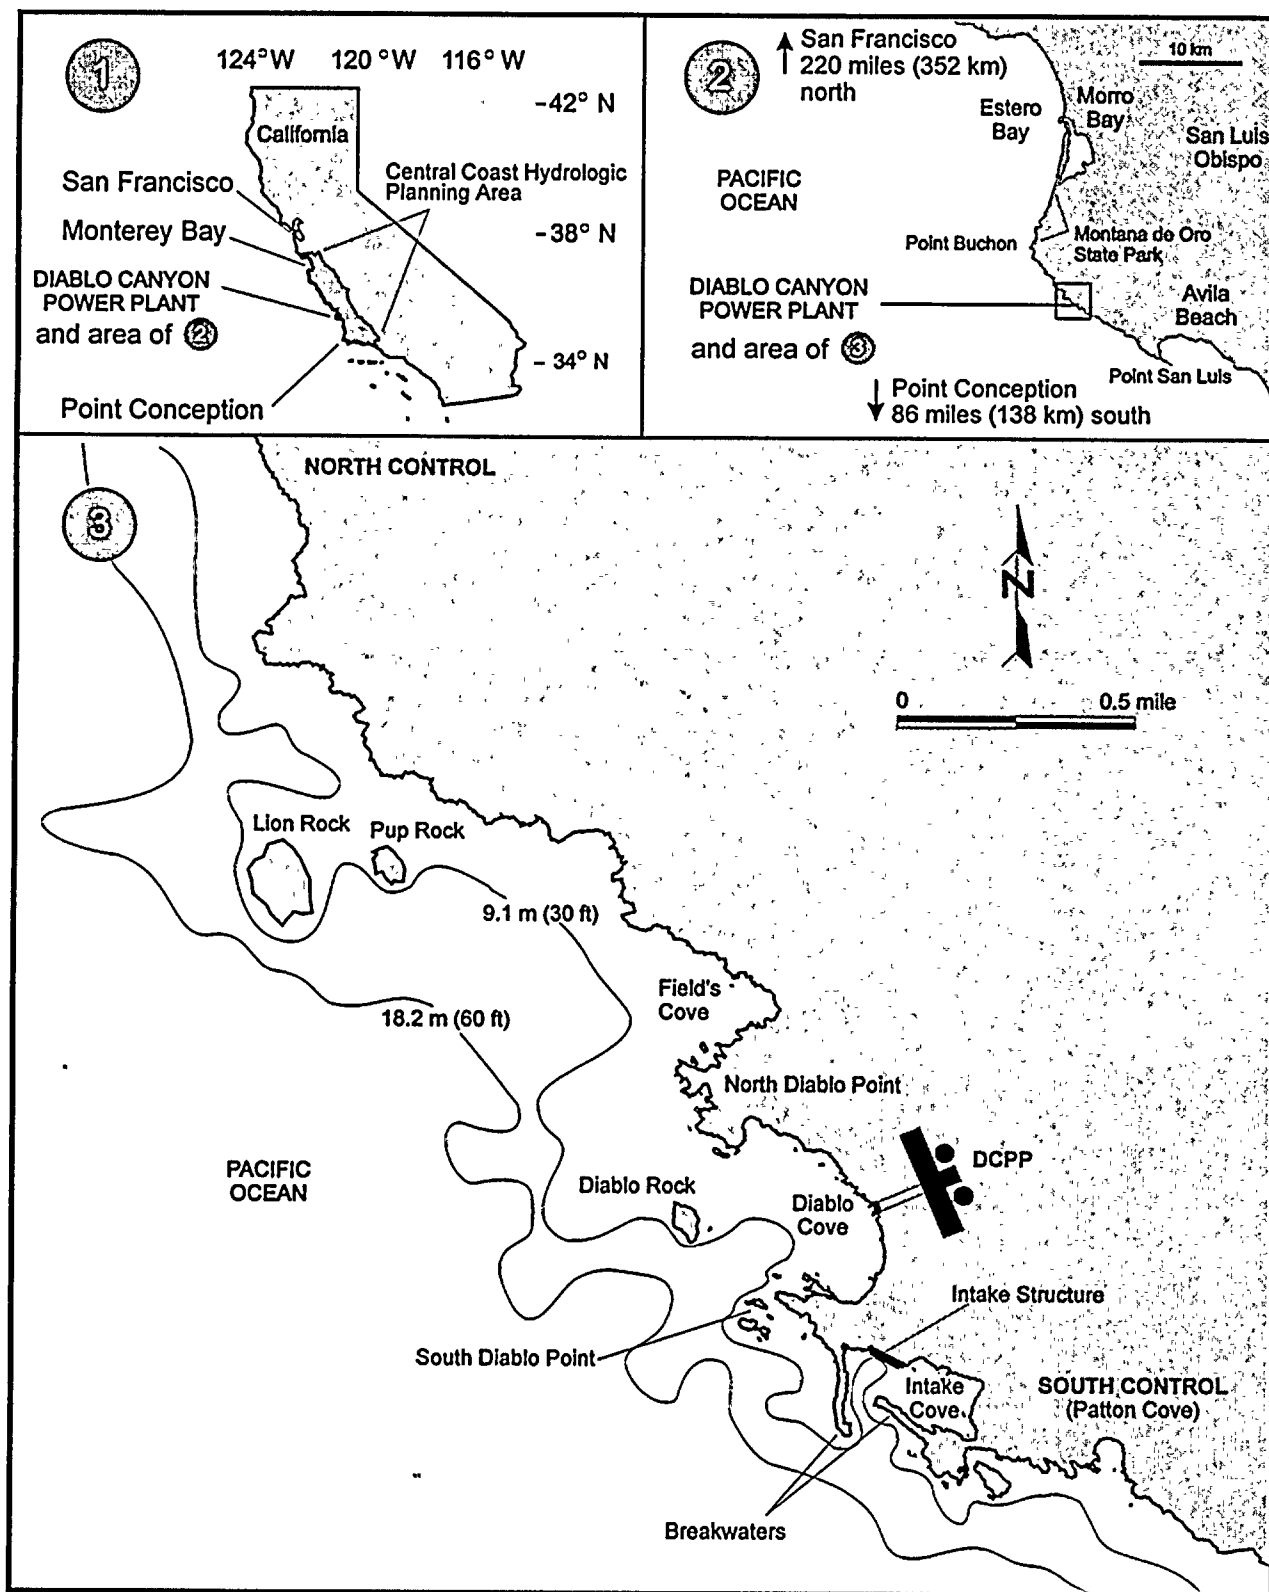 1
124°W 120 °W 116° W
-42° N
California
Central Coast Hydrologic
Planning Area
San Francisco
Monterey Bay
-38° N
DIABLO CANYON
POWER PLANT
and area of 2
- 34° N
Point Conception
2
San Francisco
220 miles (352 km)
north
10 km
Estero
Bay
Morro
Bay
San Luis
Obispo
PACIFIC
OCEAN
Point Buchon
Montana de Oro
State Park
DIABLO CANYON
POWER PLANT
and area of 3
Avila
Beach
Point San Luis
Point Conception
86 miles (138 km) south
3
NORTH CONTROL
N
0 0.5 mile
Lion Rock
Pup Rock
9.1 m (30 ft)
Field's
Cove
18.2 m (60 ft)
North Diablo Point
PACIFIC
OCEAN
DCPP
Diablo Rock
Diablo
Cove
Intake Structure
South Diablo Point
Intake
Cove
SOUTH CONTROL
(Patton Cove)
Breakwaters